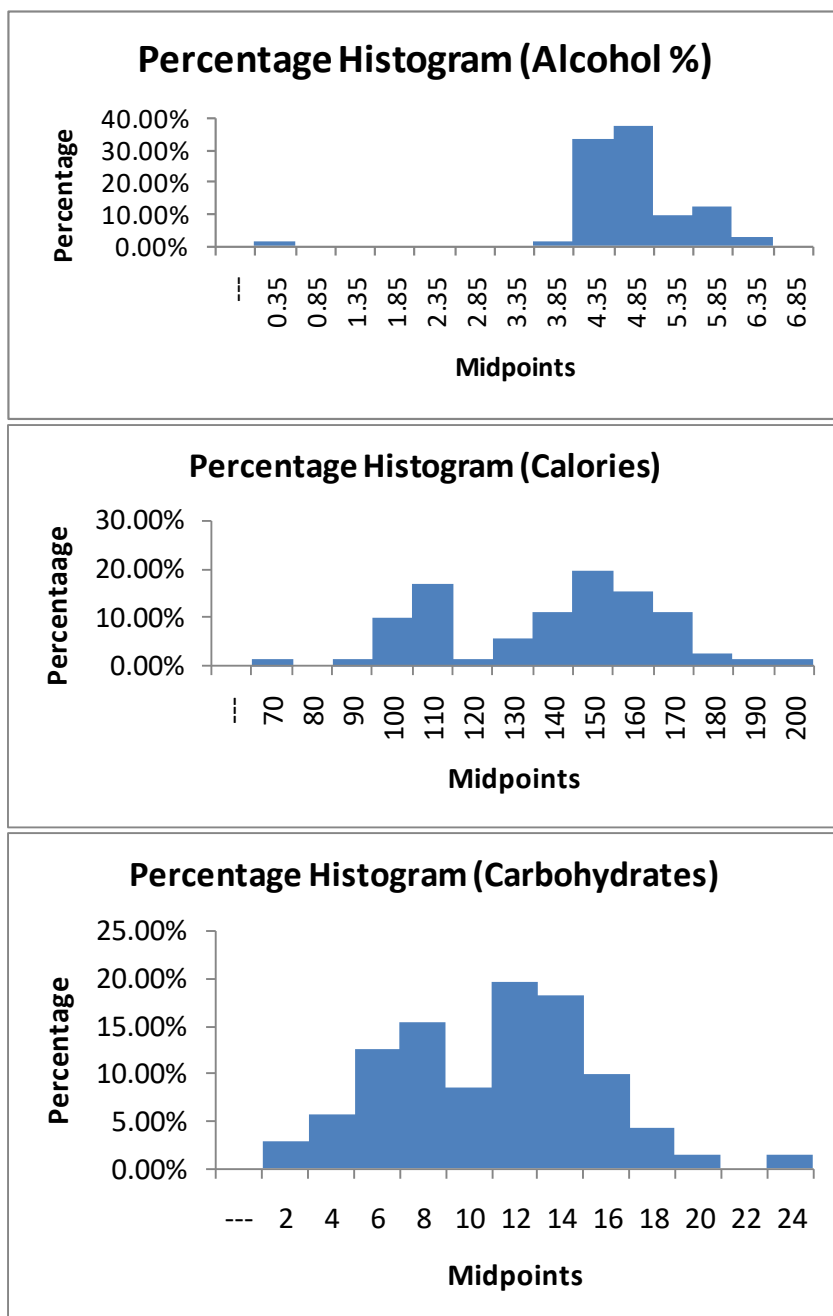 Percentage Histogram (Alcohol %)
Percentage
40.00%
30.00%
20.00%
10.00%
0.00%
--- 0.35 0.85 1.35 1.85 2.35 2.85 3.35 3.85 4.35 4.85 5.35 5.85 6.35 6.85
Midpoints
Percentage Histogram (Calories)
Percentaage
30.00%
20.00%
10.00%
0.00%
--- 70 80 90 100 110 120 130 140 150 160 170 180 190 200
Midpoints
Percentage Histogram (Carbohydrates)
Percentage
25.00%
20.00%
15.00%
10.00%
5.00%
0.00%
--- 2 4 6 8 10 12 14 16 18 20 22 24
Midpoints